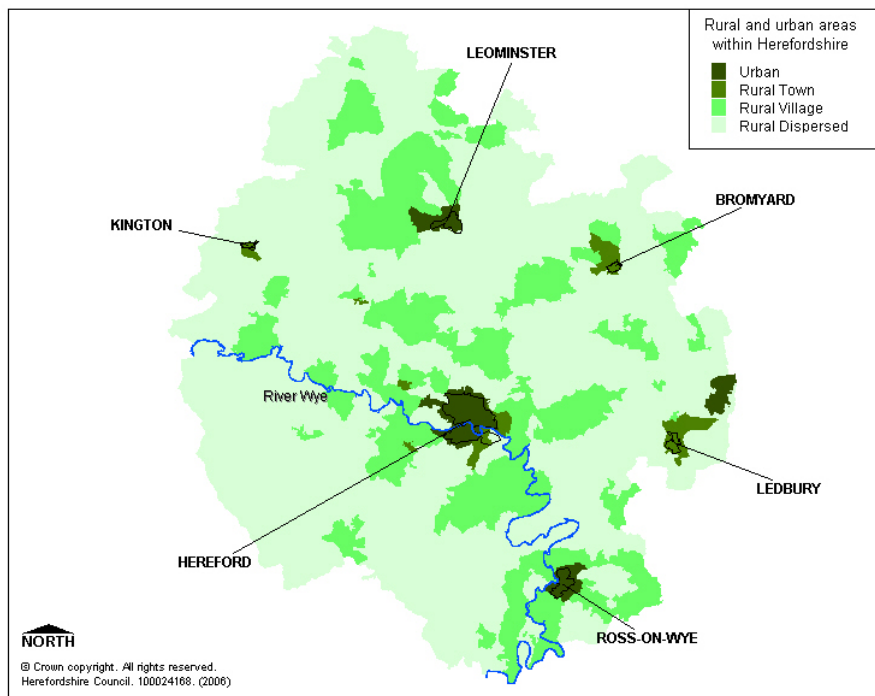 Rural and urban areas
within Herefordshire
Urban
Rural Town
Rural Village
Rural Dispersed
LEOMINSTER
BROMYARD
KINGTON
River Wye
LEDBURY
HEREFORD
ROSS-ON-WYE
NORTH
© Crown copyright. All rights reserved.
Herefordshire Council. 100024168. (2006)